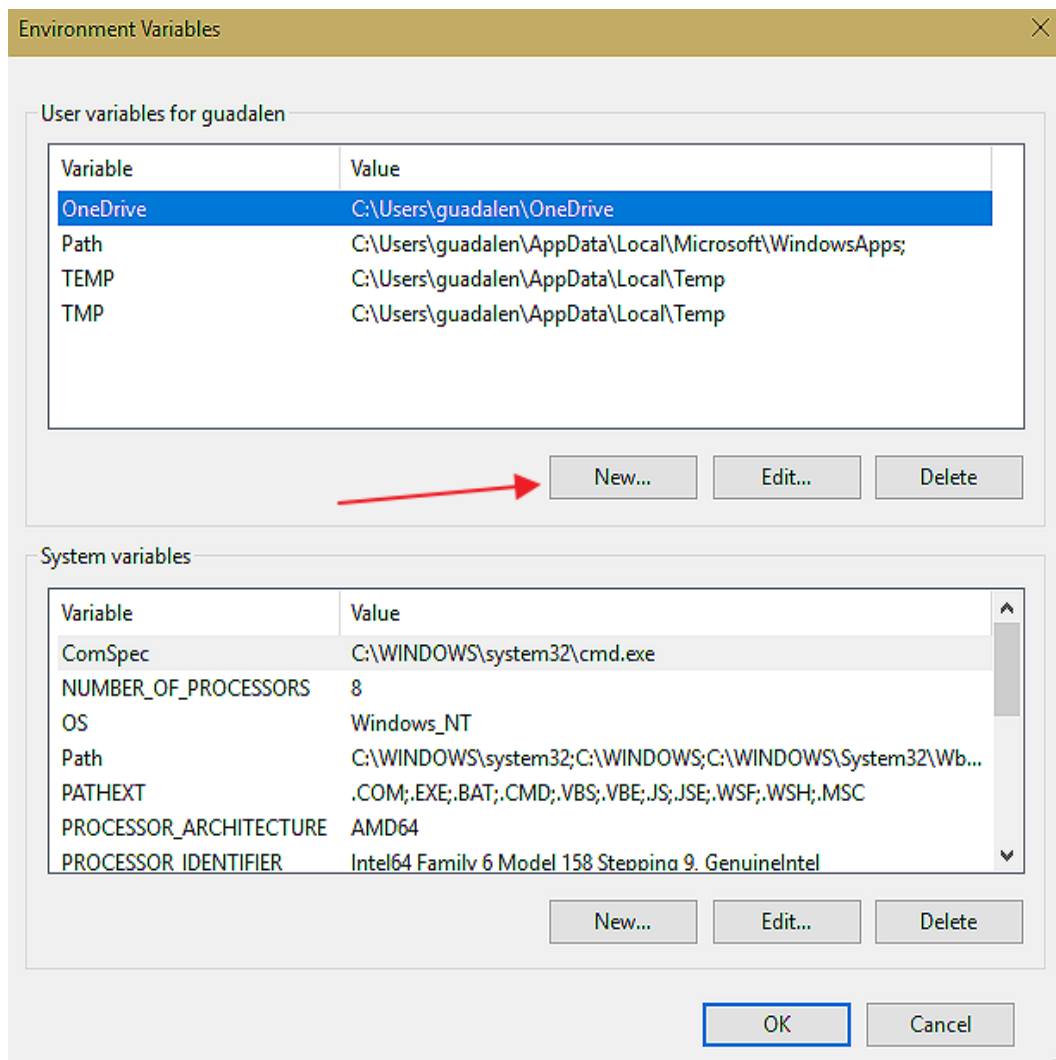 Environment Variables
User variables for guadalen
Variable Value
OneDrive C:\Users\guadalen\OneDrive
Path C:\Users\guadalen\AppData\Local\Microsoft\WindowsApps;
TEMP C:\Users\guadalen\AppData\Local\Temp
TMP C:\Users\guadalen\AppData\Local\Temp
New... Edit... Delete
System variables
Variable Value
ComSpec C:\WINDOWS\system32\cmd.exe
NUMBER_OF_PROCESSORS 8
OS Windows_NT
Path C:\WINDOWS\system32;C:\WINDOWS;C:\WINDOWS\System32\Wb...
PATHEXT .COM;.EXE;.BAT;.CMD;.VBS;.VBE;.JS;.JSE;.WSF;.WSH;.MSC
PROCESSOR_ARCHITECTURE AMD64
PROCESSOR_IDENTIFIER Intel64 Family 6 Model 158 Stepping 9, GenuineIntel
New... Edit... Delete
OK Cancel